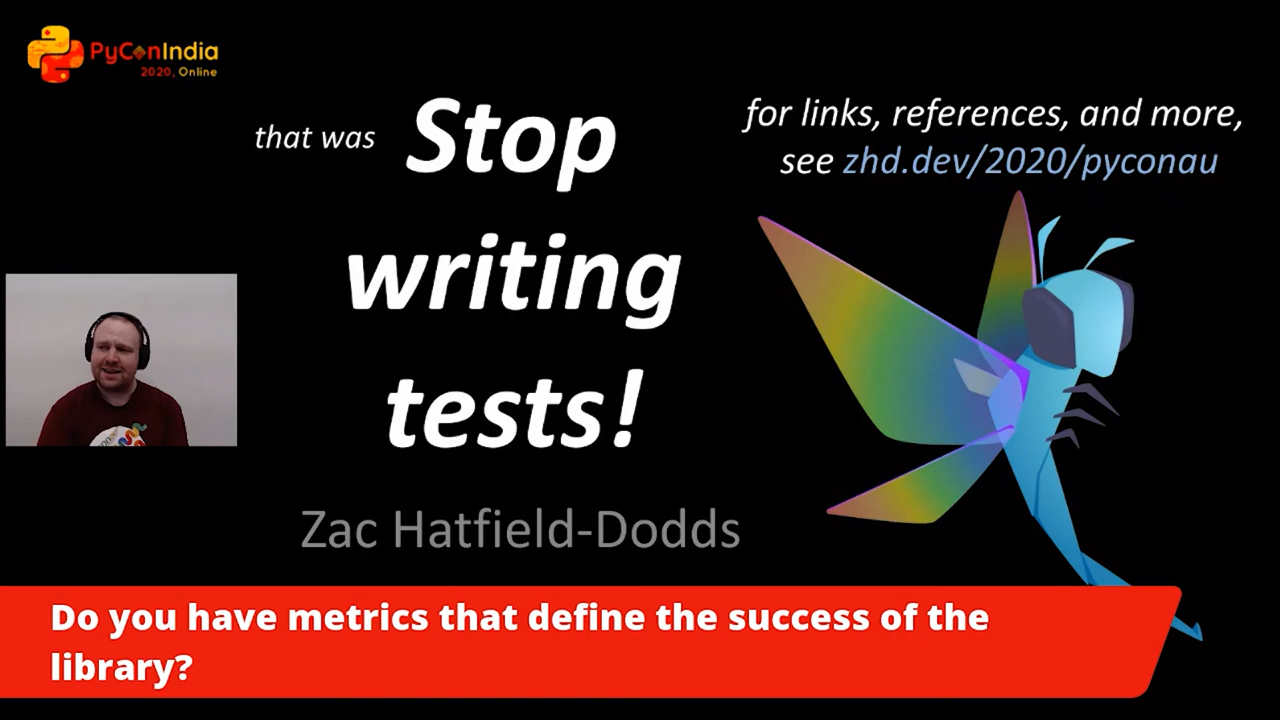 PyConIndia
2020, Online
that was Stop
writing
tests!
for links, references, and more,
see zhd.dev/2020/pyconau
Zac Hatfield-Dodds
Do you have metrics that define the success of the
library?